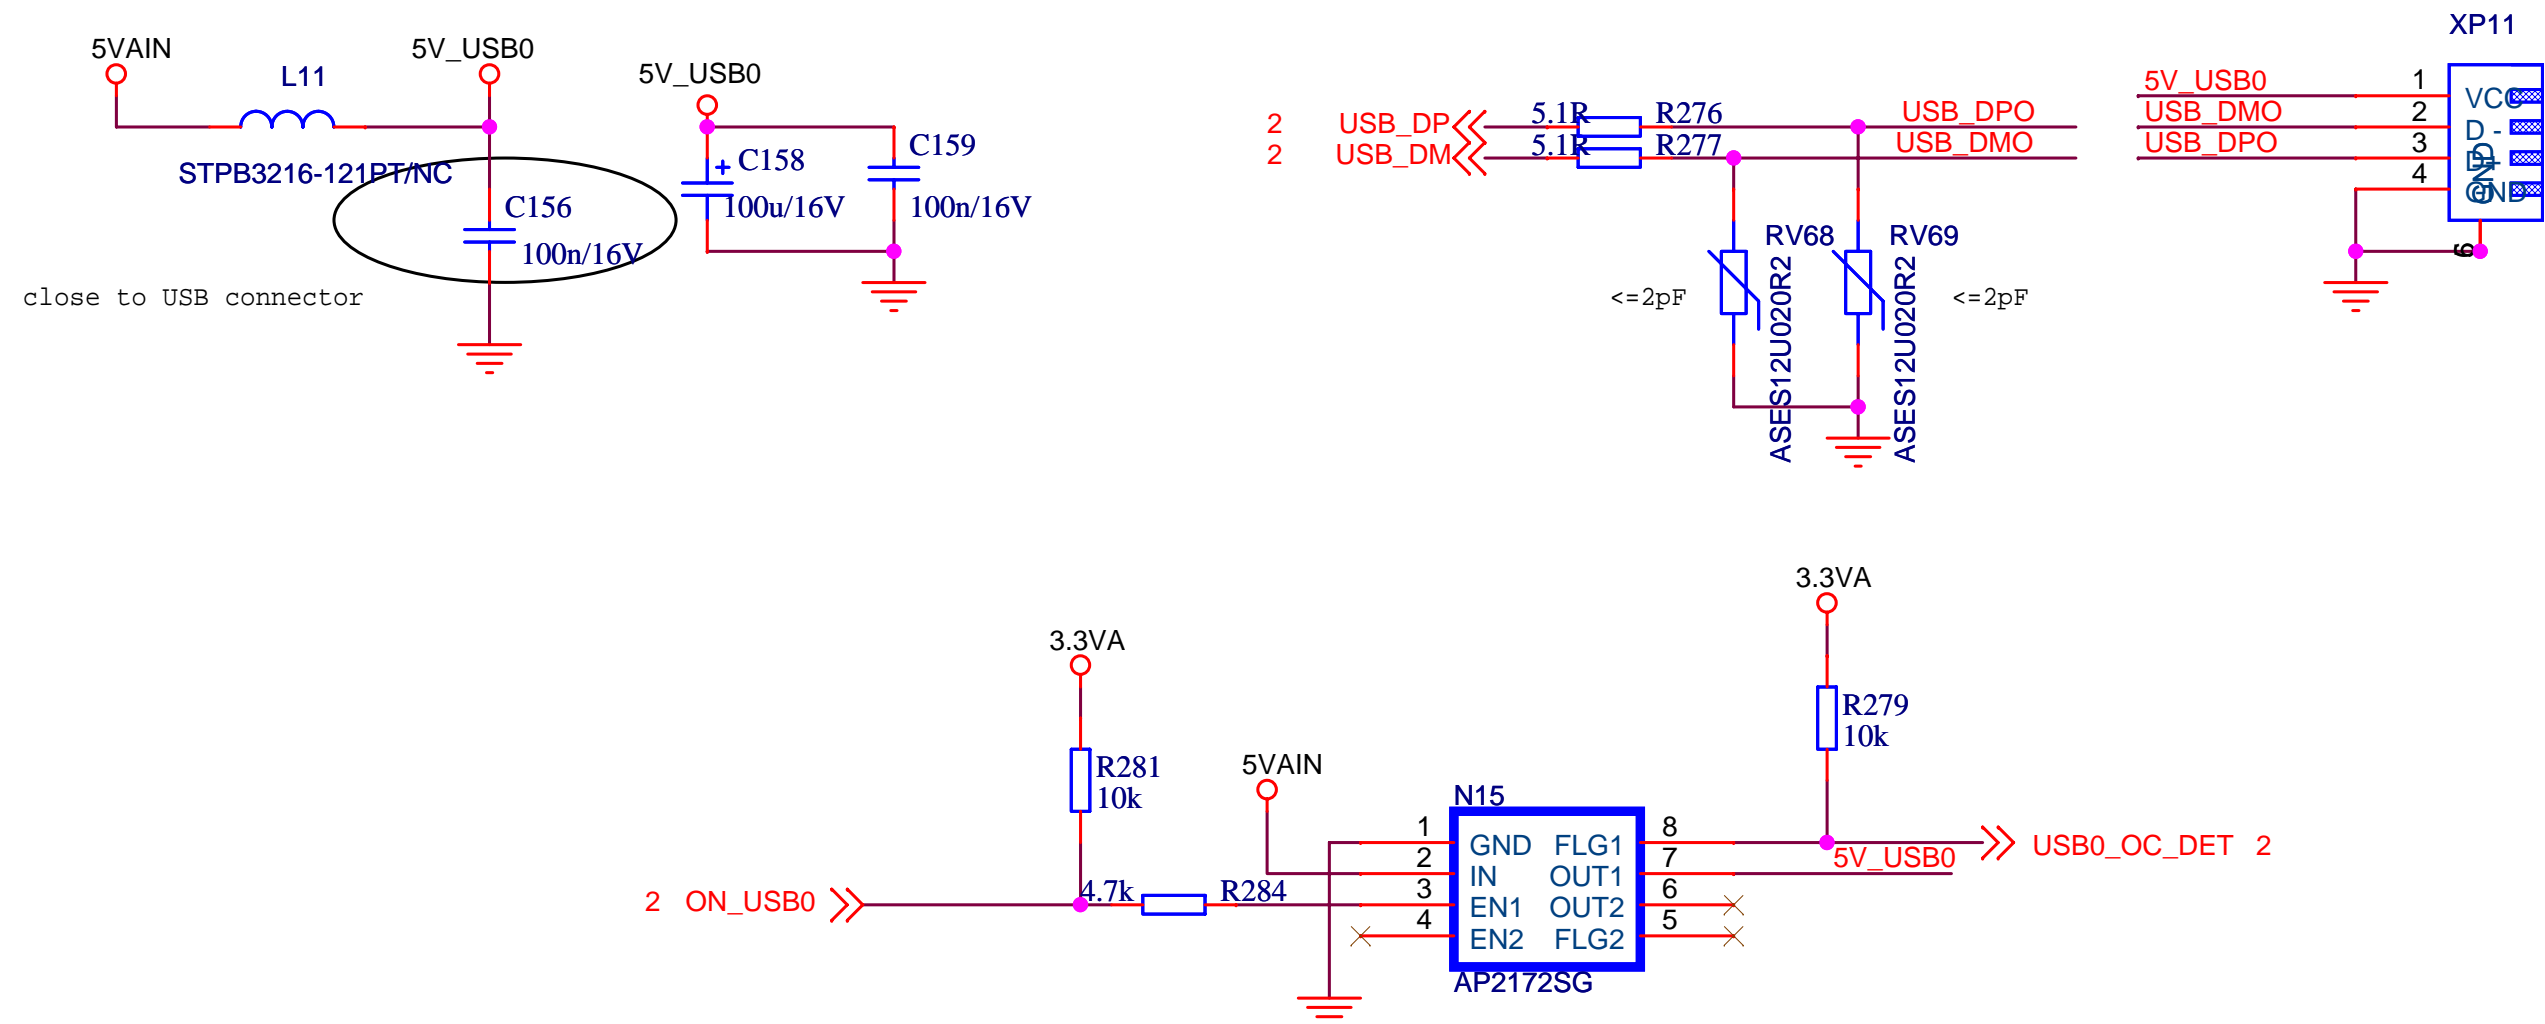 XP11
5VAIN
5V_USB0
L11
STPB3216-121PT/NC
C156
100n/16V
close to USB connector
5V_USB0
C158
100u/16V
C159
100n/16V
2 USB_DP 5.1R R276 USB_DPO
2 USB_DM 5.1R R277 USB_DMO
RV68
ASES12U020R2
<=2pF
RV69
ASES12U020R2
<=2pF
5V_USB0 1 VCC
USB_DMO 2 D -
USB_DPO 3 D+
4 GND
GND
6
3.3VA
R281
10k
2 ON_USB0
4.7k R284
5VAIN
3.3VA
R279
10k
N15
1 GND FLG1 8
2 IN OUT1 7
3 EN1 OUT2 6
4 EN2 FLG2 5
AP2172SG
USB0_OC_DET 2
5V_USB0